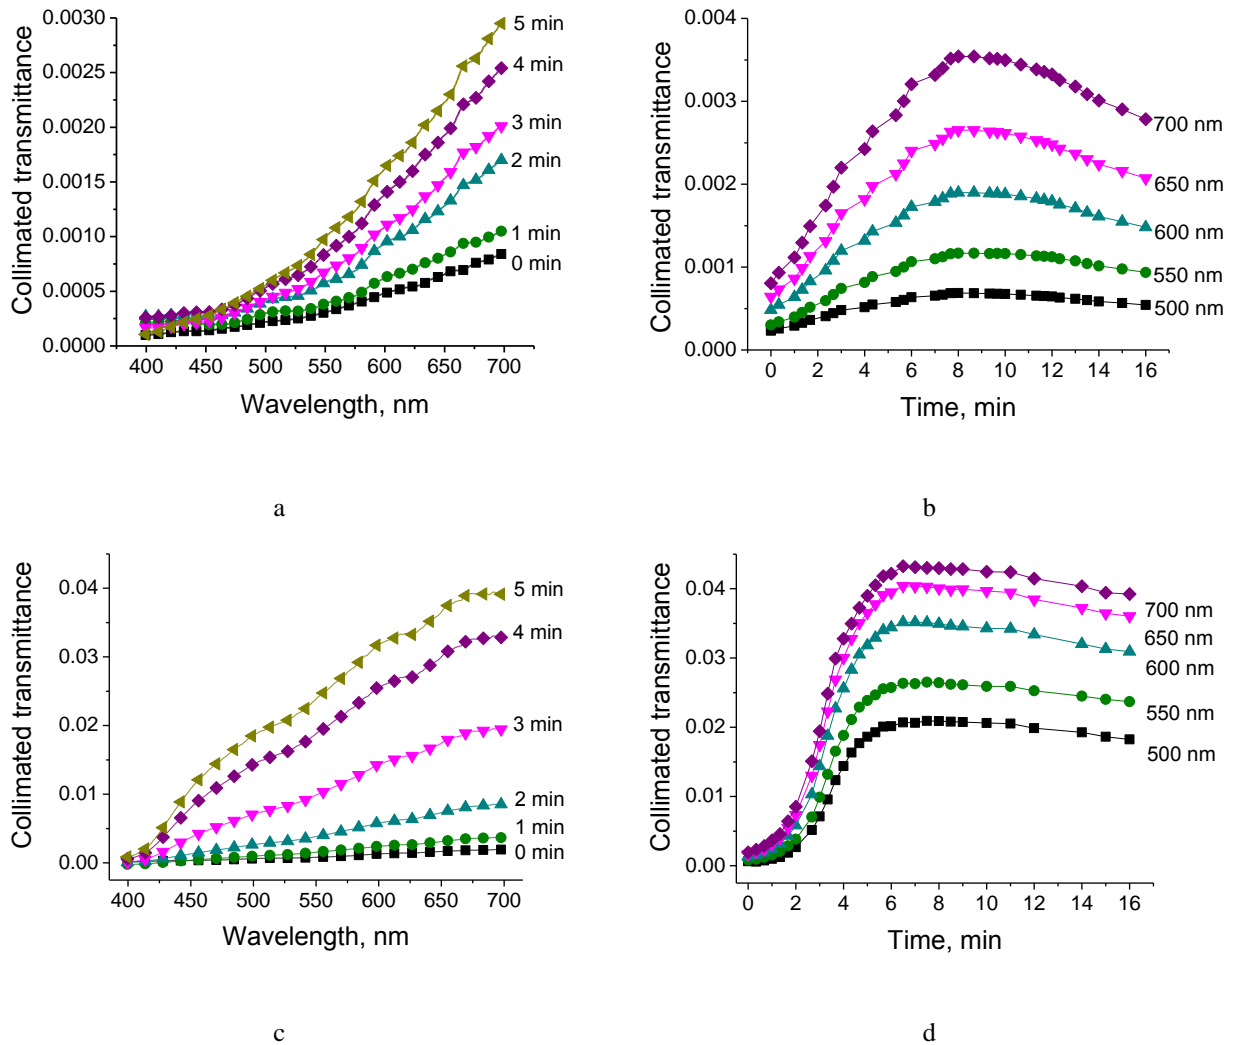 0.0030
0.0025
0.0020
0.0015
0.0010
0.0005
0.0000
Collimated transmittance
5 min
4 min
3 min
2 min
1 min
0 min
400 450 500 550 600 650 700
Wavelength, nm
a
0.004
0.003
0.002
0.001
0.000
Collimated transmittance
700 nm
650 nm
600 nm
550 nm
500 nm
0 2 4 6 8 10 12 14 16
Time, min
b
0.04
0.03
0.02
0.01
0.00
Collimated transmittance
5 min
4 min
3 min
2 min
1 min
0 min
400 450 500 550 600 650 700
Wavelength, nm
c
0.04
0.03
0.02
0.01
0.00
Collimated transmittance
700 nm
650 nm
600 nm
550 nm
500 nm
0 2 4 6 8 10 12 14 16
Time, min
d